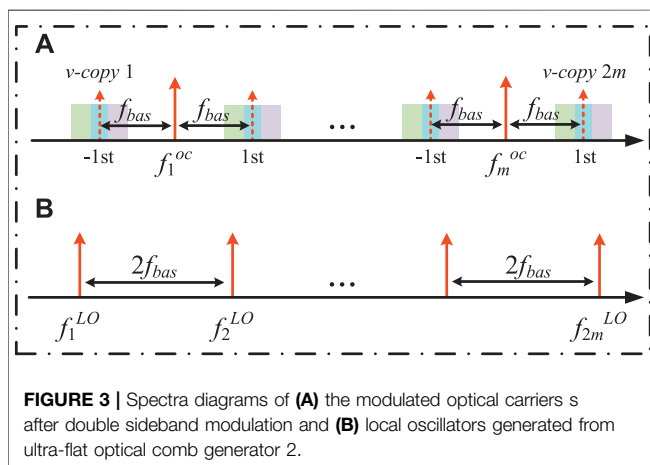 A
v-copy 1
v-copy 2m
f_bas f_bas ... f_bas f_bas
-1st f_1^oc 1st -1st f_m^oc 1st
B
2f_bas ... 2f_bas
f_1^LO f_2^LO f_2m^LO
FIGURE 3 | Spectra diagrams of (A) the modulated optical carriers s
after double sideband modulation and (B) local oscillators generated from
ultra-flat optical comb generator 2.